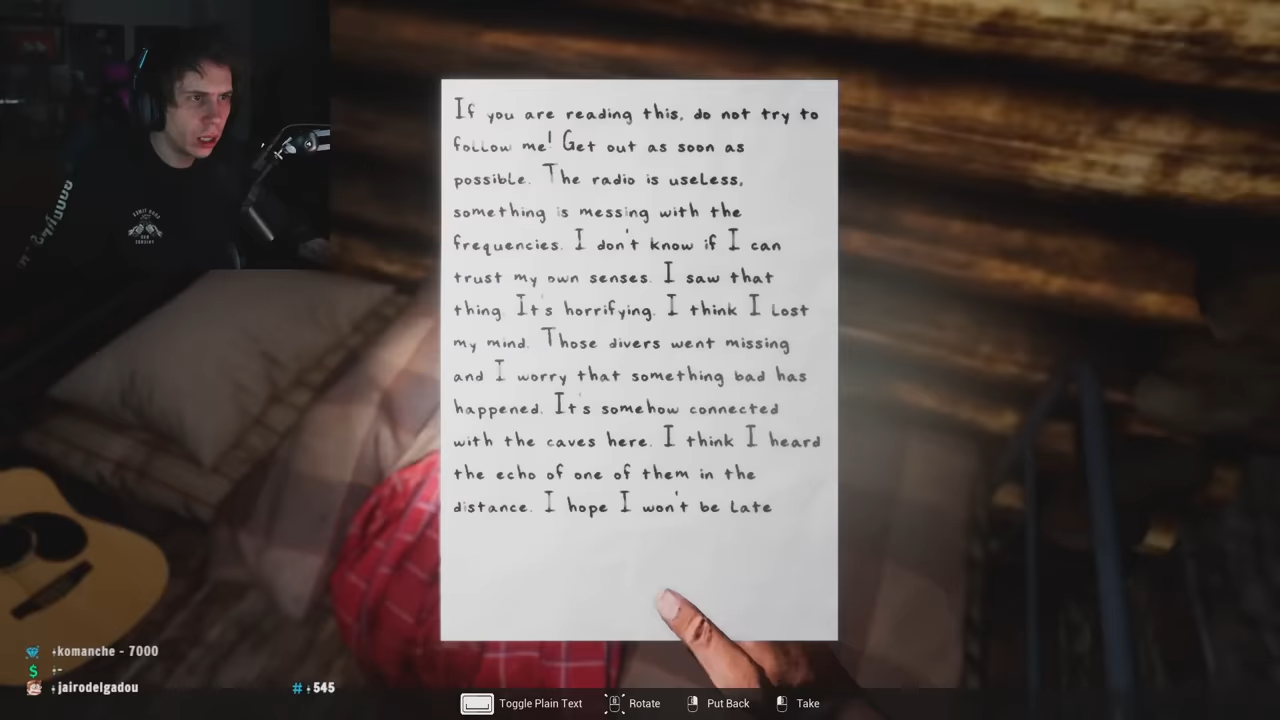 If you are reading this, do not try to
follow me! Get out as soon as
possible. The radio is useless,
something is messing with the
frequencies. I don't know if I can
trust my own senses. I saw that
thing. It's horrifying. I think I lost
my mind. Those divers went missing
and I worry that something bad has
happened. It's somehow connected
with the caves here. I think I heard
the echo of one of them in the
distance. I hope I won't be late
komanche - 7000
-
jairodelgadou
# 545
Toggle Plain Text
R
Rotate
Put Back
Take